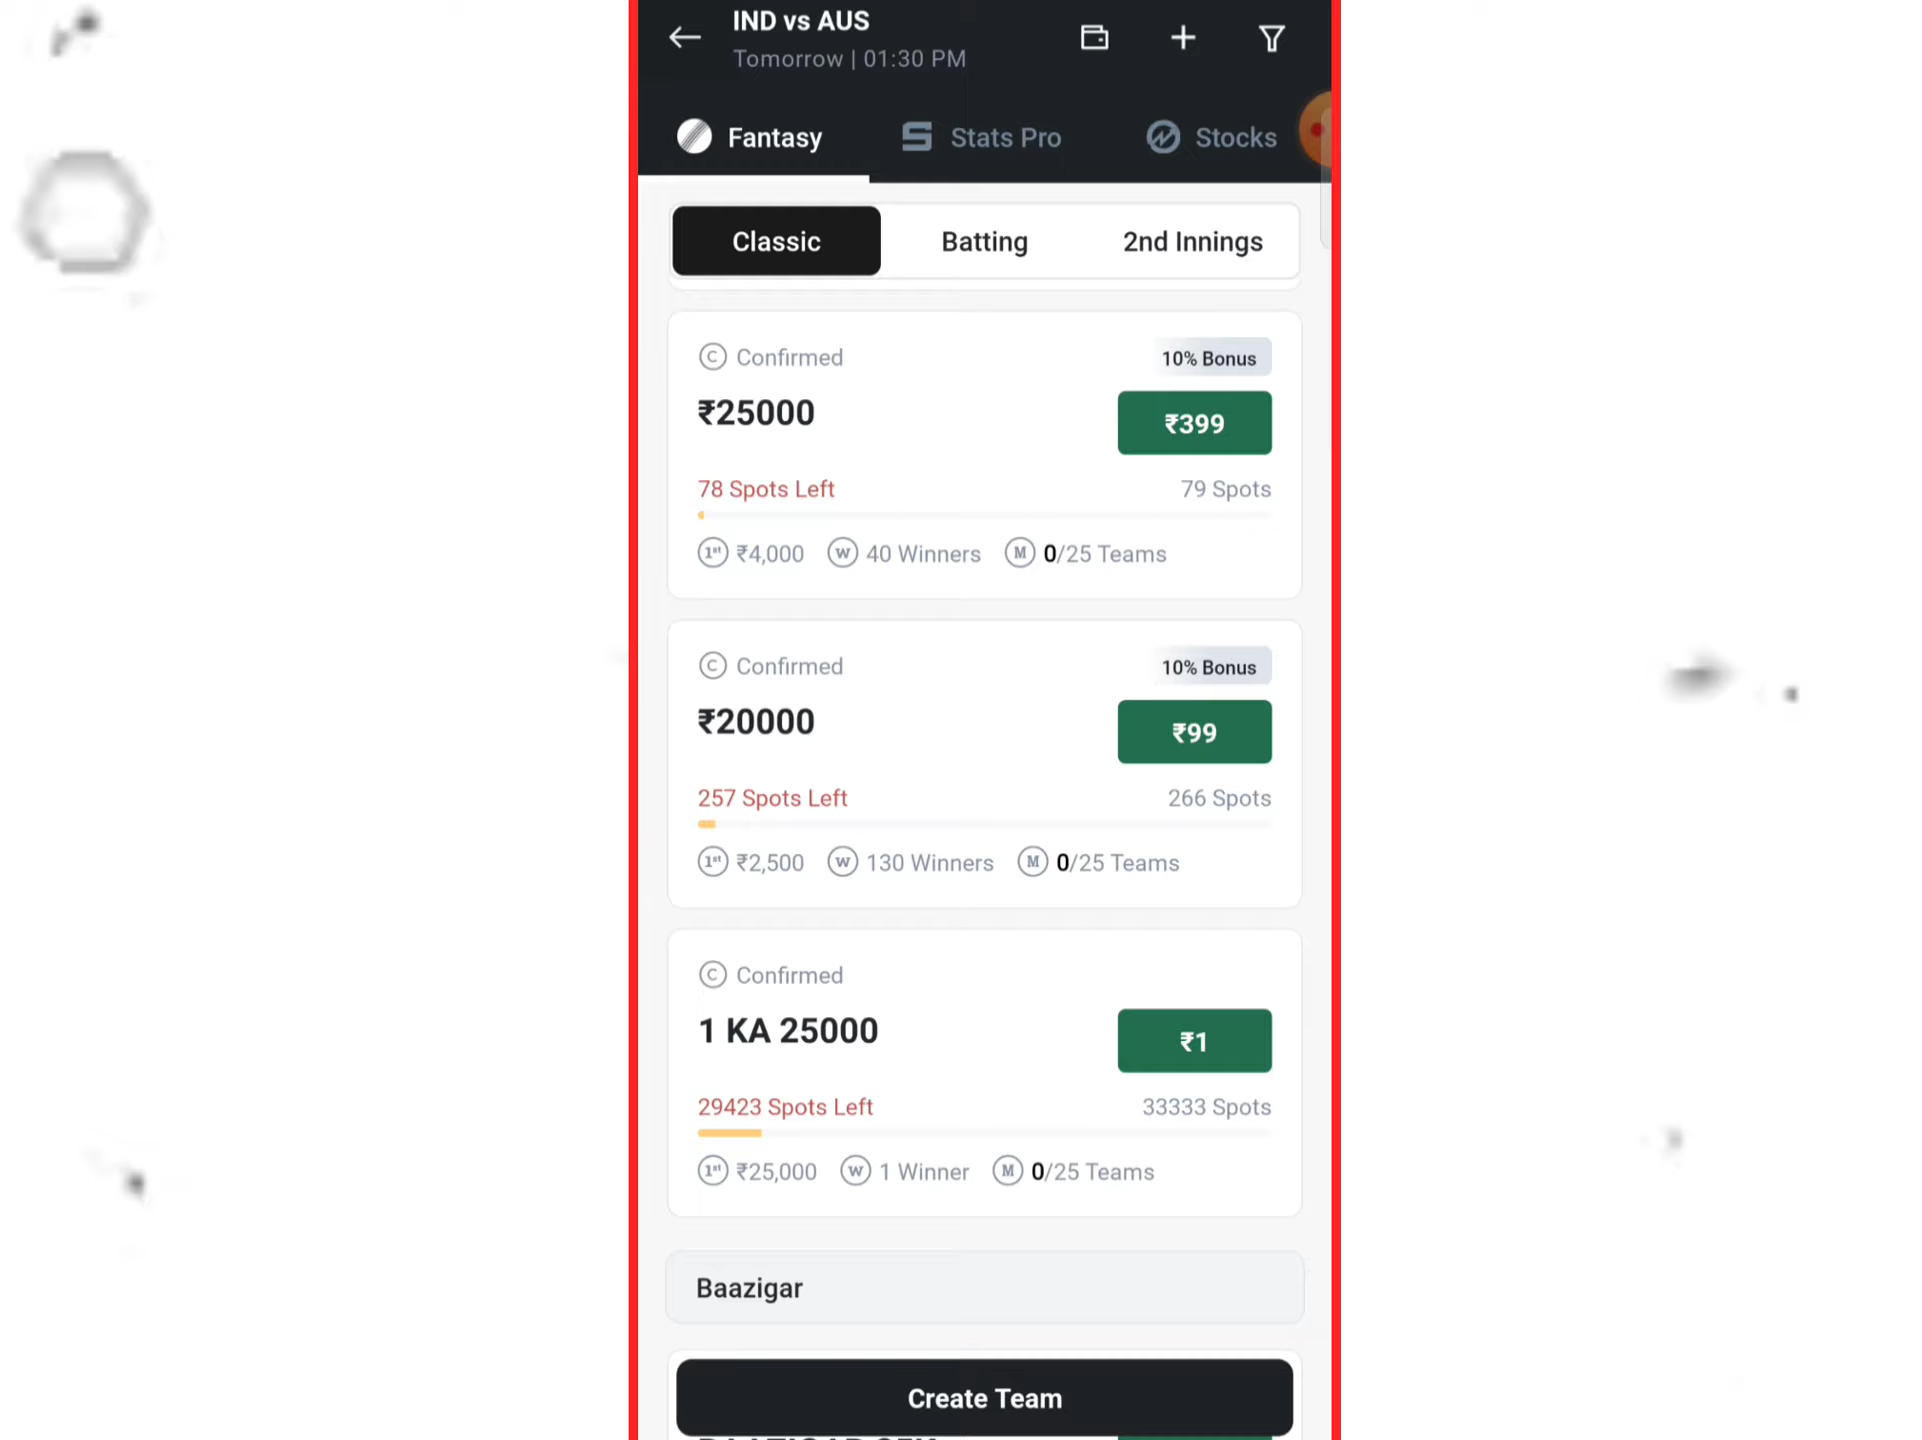 IND vs AUS
Tomorrow | 01:30 PM
Fantasy
Stats Pro
Stocks
Classic
Batting
2nd Innings
C Confirmed
10% Bonus
₹25000
₹399
78 Spots Left
79 Spots
1st ₹4,000 W 40 Winners M 0/25 Teams
C Confirmed
10% Bonus
₹20000
₹99
257 Spots Left
266 Spots
1st ₹2,500 W 130 Winners M 0/25 Teams
C Confirmed
1 KA 25000
₹1
29423 Spots Left
33333 Spots
1st ₹25,000 W 1 Winner M 0/25 Teams
Baazigar
Create Team